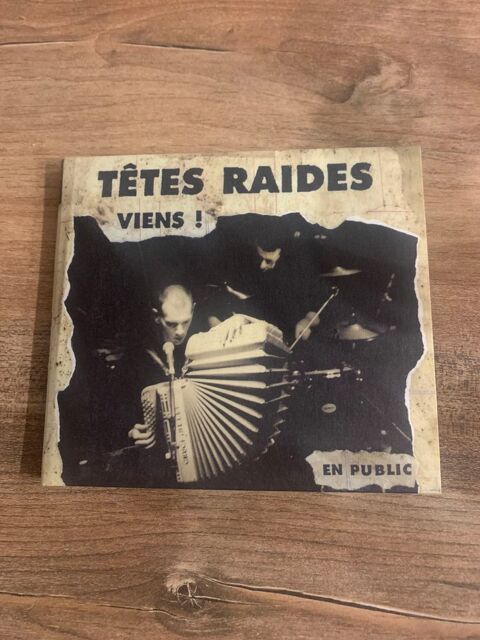 TÊTES RAIDES
VIENS !
EN PUBLIC